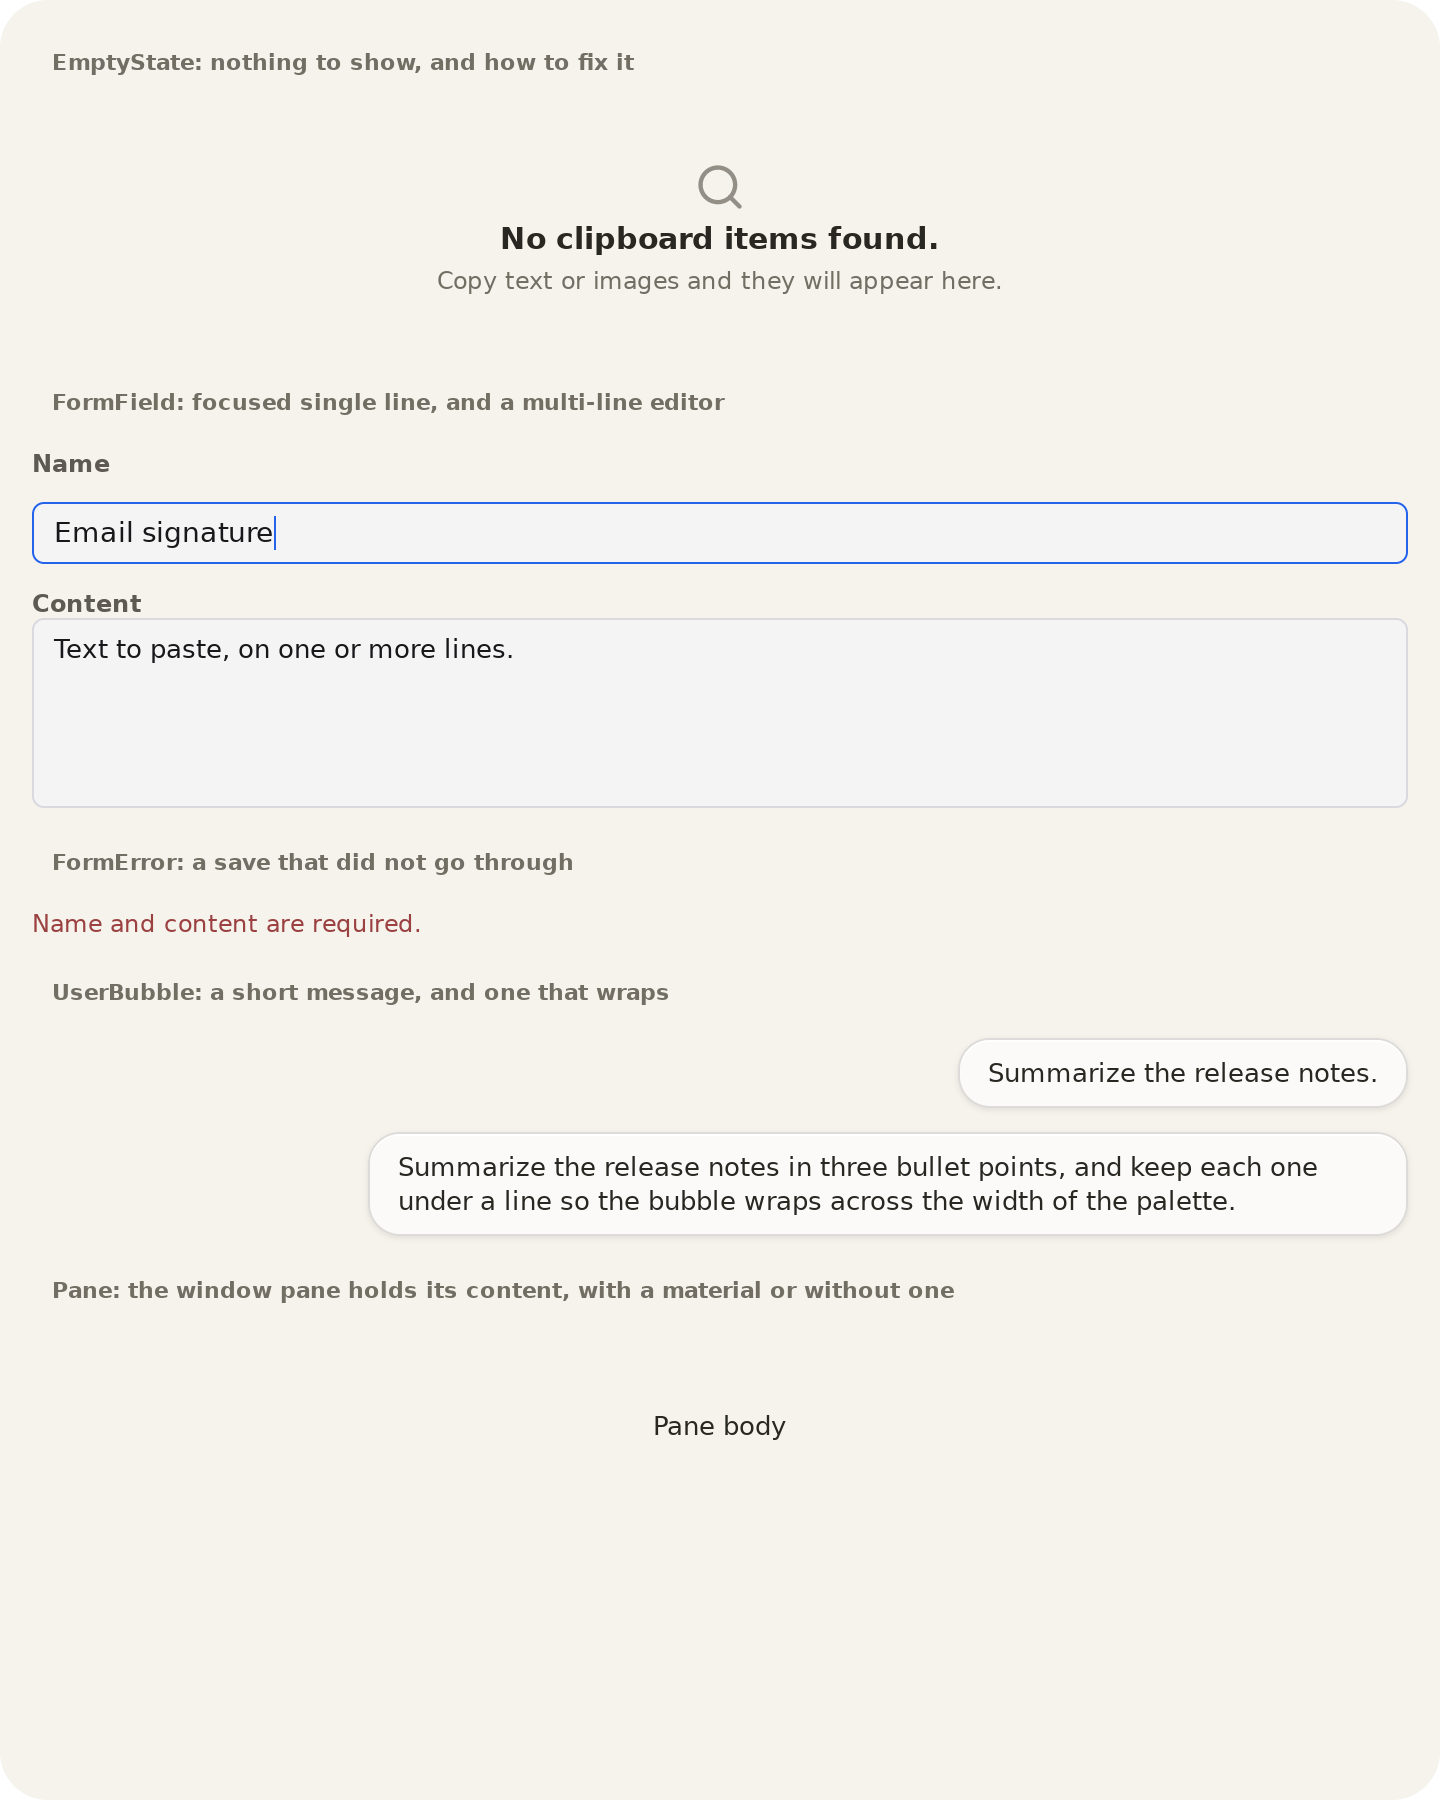 EmptyState: nothing to show, and how to fix it
No clipboard items found.
Copy text or images and they will appear here.
FormField: focused single line, and a multi-line editor
Name
Email signature
Content
Text to paste, on one or more lines.
FormError: a save that did not go through
Name and content are required.
UserBubble: a short message, and one that wraps
Summarize the release notes.
Summarize the release notes in three bullet points, and keep each one
under a line so the bubble wraps across the width of the palette.
Pane: the window pane holds its content, with a material or without one
Pane body